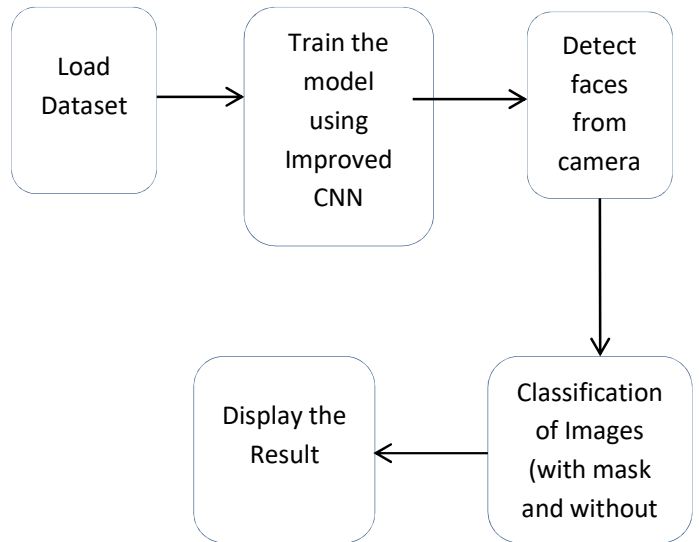 Load
Dataset
Train the
model
using
Improved
CNN
Detect
faces
from
camera
Classification
of Images
(with mask
and without
Display the
Result